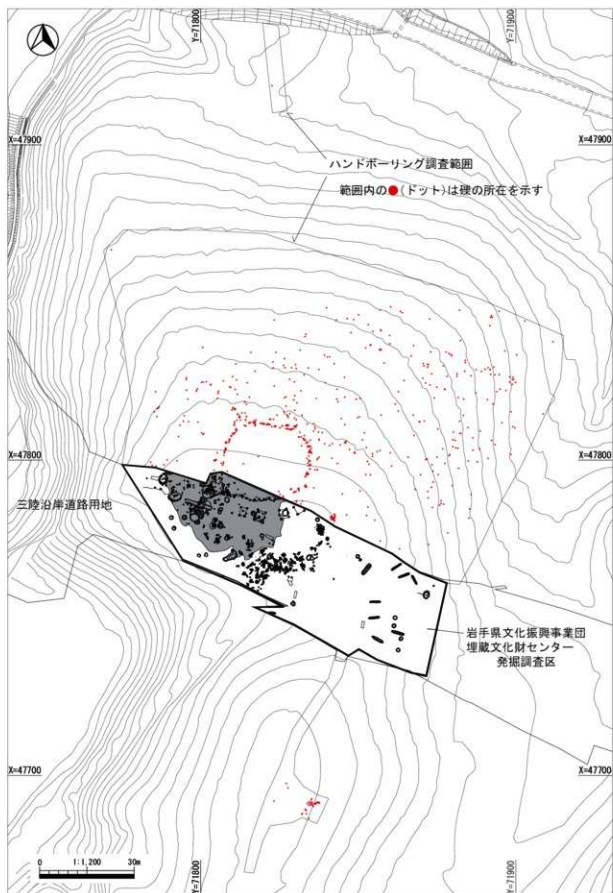 Y=71800
Y=71900
X=47900
X=47900
ハンドボーリング調査範囲
範囲内の●(ドット)は礫の所在を示す
X=47800
X=47800
三陸沿岸道路用地
岩手県文化振興事業団
埋蔵文化財センター
発掘調査区
X=47700
X=47700
0 1:1,200 30m
Y=71800
Y=71900